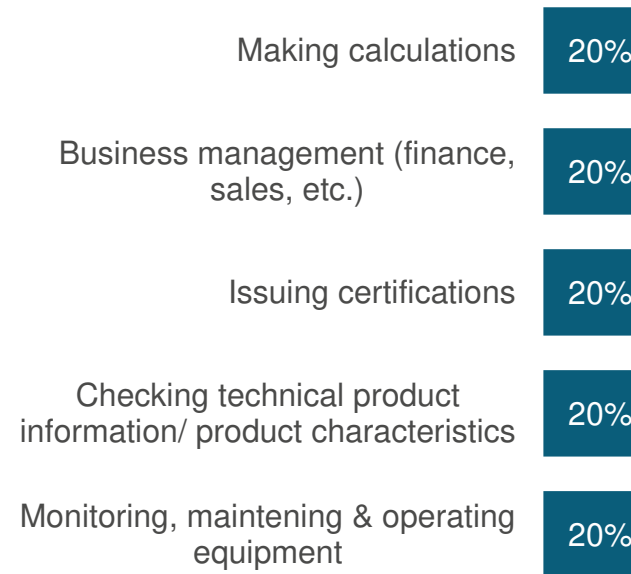 Making calculations
20%
Business management (finance,
sales, etc.)
20%
Issuing certifications
20%
Checking technical product
information/ product characteristics
20%
Monitoring, maintening & operating
equipment
20%